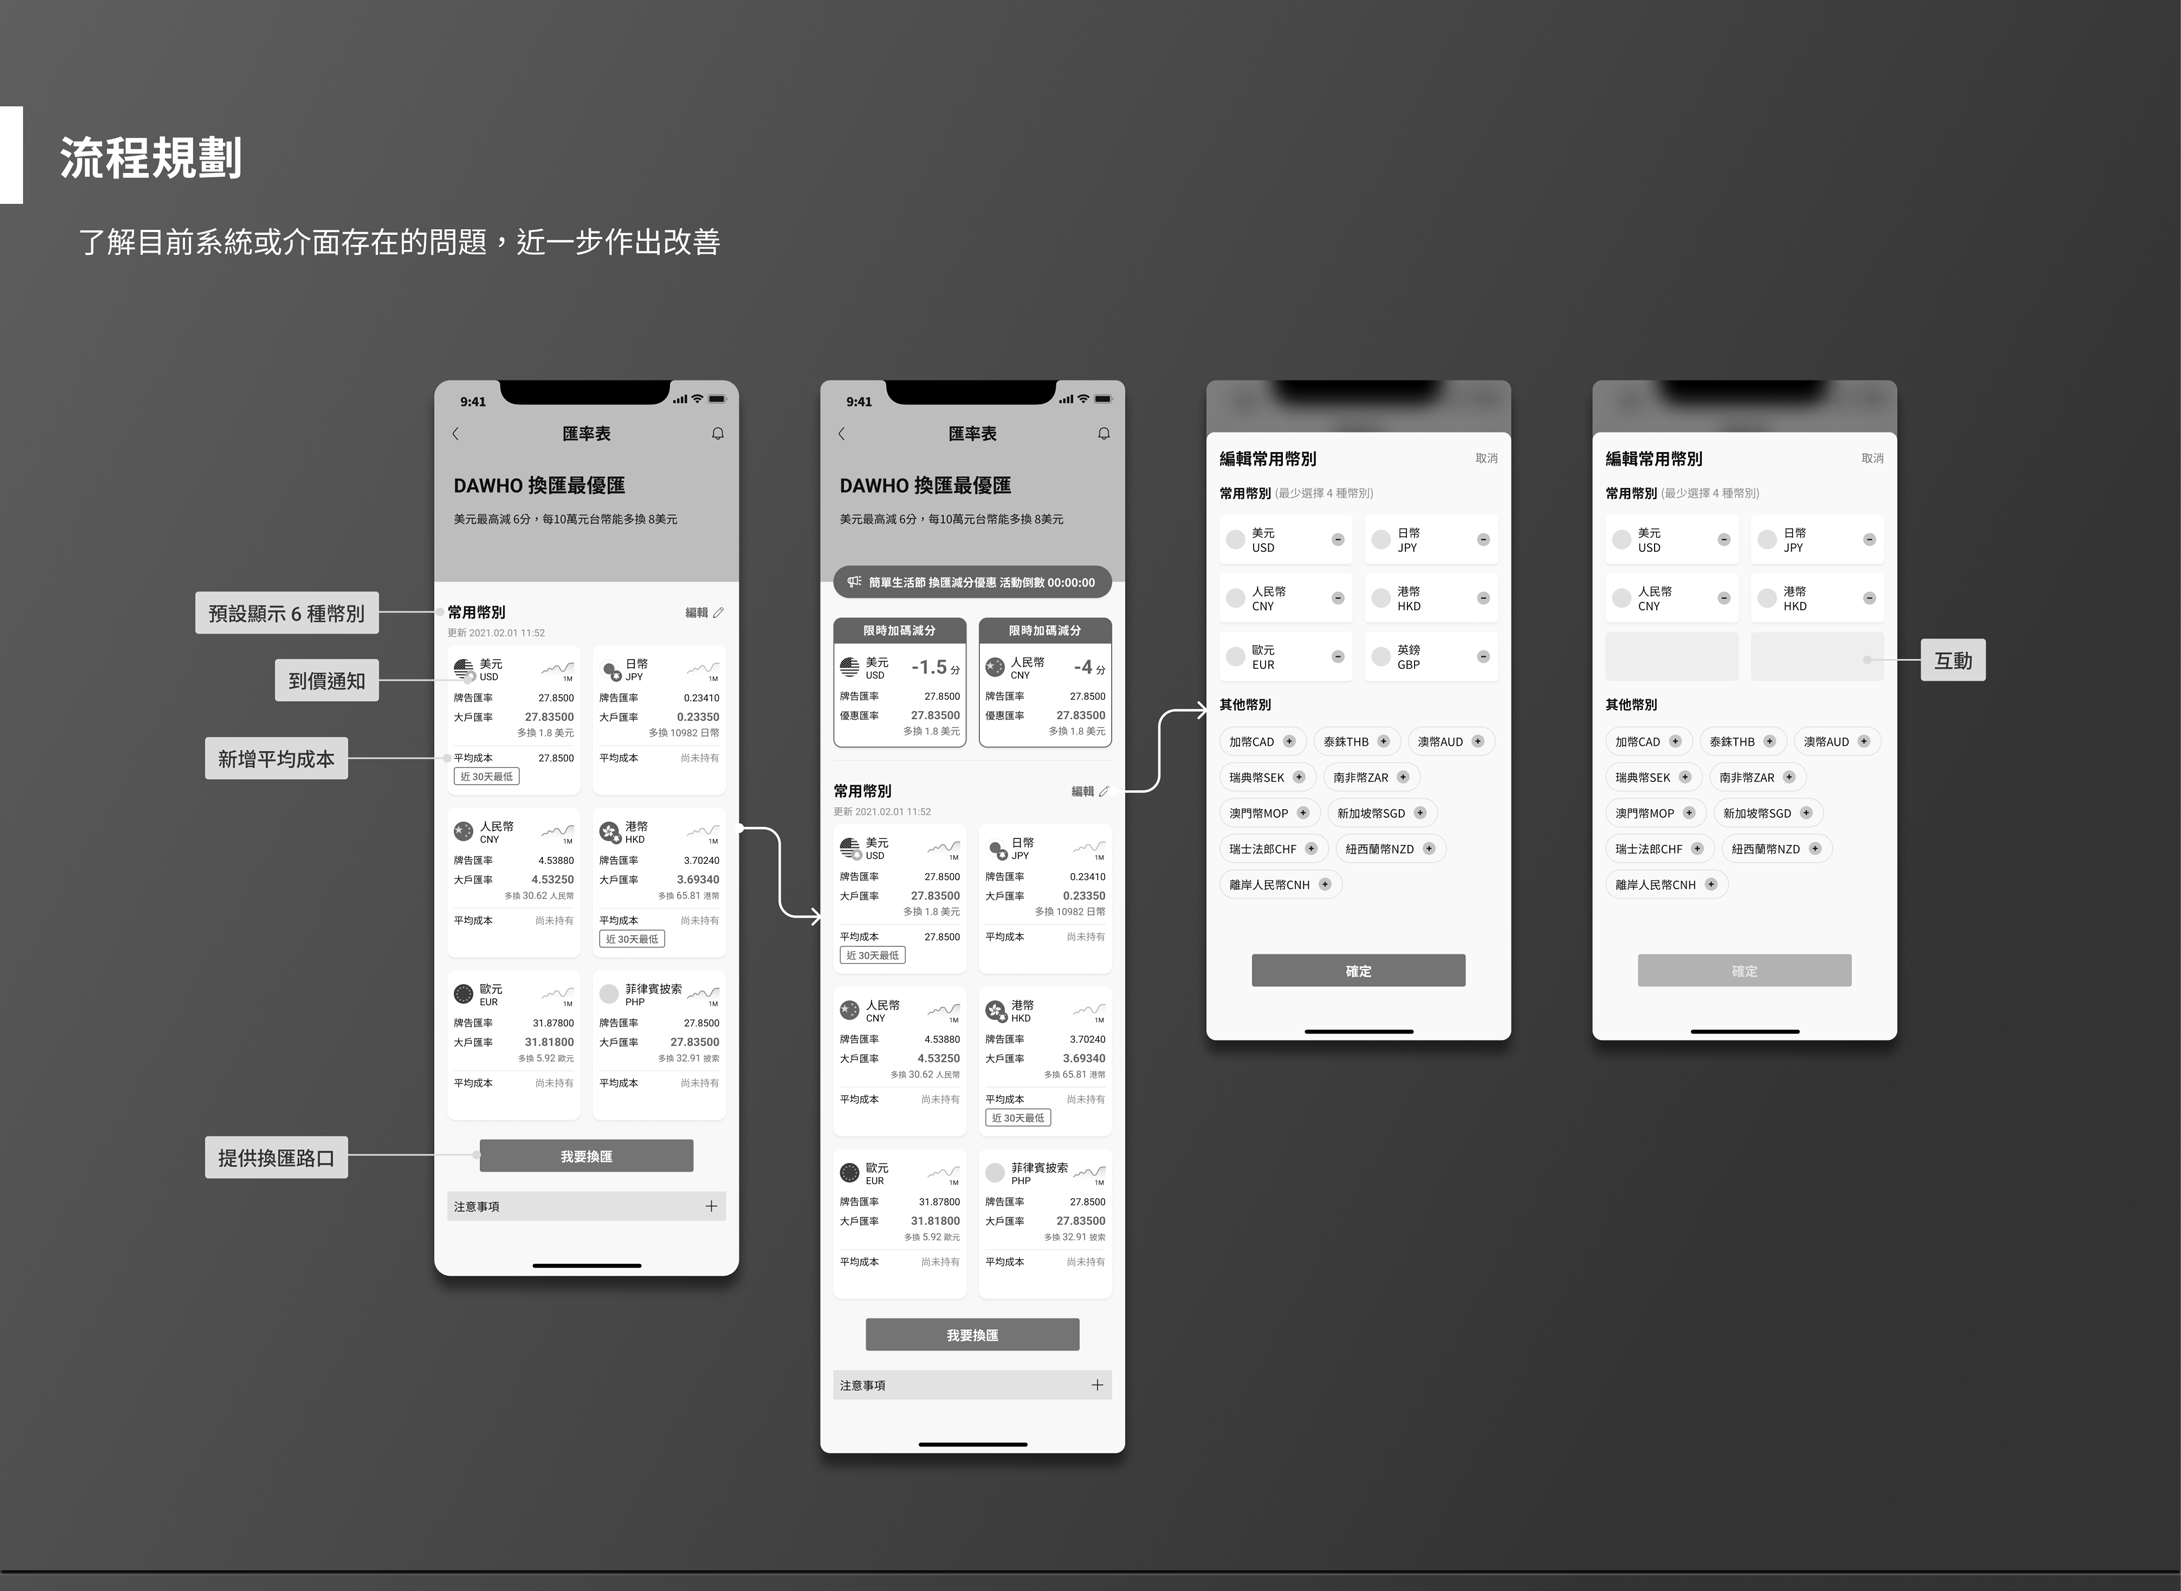 流程規劃
了解目前系統或介面存在的問題，近一步作出改善
預設顯示 6 種幣別
到價通知
新增平均成本
提供換匯路口
9:41
匯率表
DAWHO 換匯最優匯
美元最高減 6分，每10萬元台幣能多換 8美元
常用幣別
編輯
更新 2021.02.01 11:52
美元
USD
1M
牌告匯率 27.8500
大戶匯率 27.83500
多換 1.8 美元
平均成本 27.8500
近 30天最低
日幣
JPY
1M
牌告匯率 0.23410
大戶匯率 0.23350
多換 10982 日幣
平均成本 尚未持有
人民幣
CNY
1M
牌告匯率 4.53880
大戶匯率 4.53250
多換 30.62 人民幣
平均成本 尚未持有
港幣
HKD
1M
牌告匯率 3.70240
大戶匯率 3.69340
多換 65.81 港幣
平均成本 尚未持有
近 30天最低
歐元
EUR
1M
牌告匯率 31.87800
大戶匯率 31.81800
多換 5.92 歐元
平均成本 尚未持有
菲律賓披索
PHP
1M
牌告匯率 27.8500
大戶匯率 27.83500
多換 32.91 披索
平均成本 尚未持有
我要換匯
注意事項
9:41
匯率表
DAWHO 換匯最優匯
美元最高減 6分，每10萬元台幣能多換 8美元
簡單生活節 換匯減分優惠 活動倒數 00:00:00
限時加碼減分
美元
USD
-1.5 分
牌告匯率 27.8500
優惠匯率 27.83500
多換 1.8 美元
限時加碼減分
人民幣
CNY
-4 分
牌告匯率 27.8500
優惠匯率 27.83500
多換 1.8 美元
常用幣別
編輯
更新 2021.02.01 11:52
美元
USD
1M
牌告匯率 27.8500
大戶匯率 27.83500
多換 1.8 美元
平均成本 27.8500
近 30天最低
日幣
JPY
1M
牌告匯率 0.23410
大戶匯率 0.23350
多換 10982 日幣
平均成本 尚未持有
人民幣
CNY
1M
牌告匯率 4.53880
大戶匯率 4.53250
多換 30.62 人民幣
平均成本 尚未持有
港幣
HKD
1M
牌告匯率 3.70240
大戶匯率 3.69340
多換 65.81 港幣
平均成本 尚未持有
近 30天最低
歐元
EUR
1M
牌告匯率 31.87800
大戶匯率 31.81800
多換 5.92 歐元
平均成本 尚未持有
菲律賓披索
PHP
1M
牌告匯率 27.8500
大戶匯率 27.83500
多換 32.91 披索
平均成本 尚未持有
我要換匯
注意事項
編輯常用幣別
取消
常用幣別 (最少選擇 4 種幣別)
美元
USD
日幣
JPY
人民幣
CNY
港幣
HKD
歐元
EUR
英鎊
GBP
其他幣別
加幣CAD
泰銖THB
澳幣AUD
瑞典幣SEK
南非幣ZAR
澳門幣MOP
新加坡幣SGD
瑞士法郎CHF
紐西蘭幣NZD
離岸人民幣CNH
確定
編輯常用幣別
取消
常用幣別 (最少選擇 4 種幣別)
美元
USD
日幣
JPY
人民幣
CNY
港幣
HKD
互動
其他幣別
加幣CAD
泰銖THB
澳幣AUD
瑞典幣SEK
南非幣ZAR
澳門幣MOP
新加坡幣SGD
瑞士法郎CHF
紐西蘭幣NZD
離岸人民幣CNH
確定